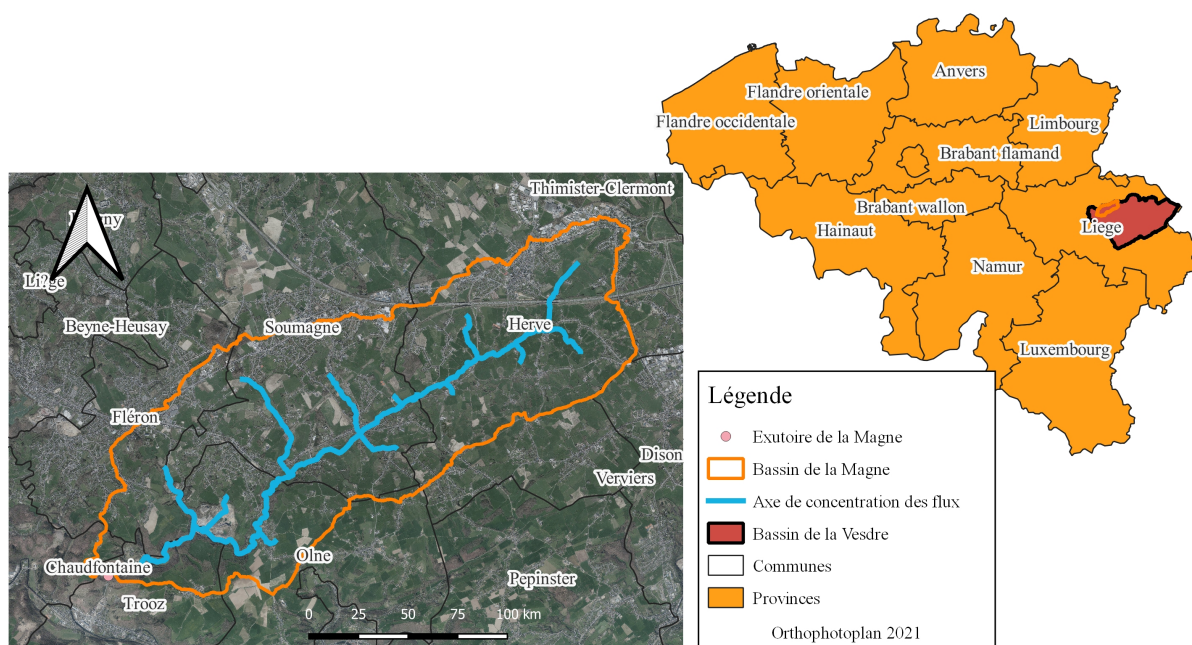 Anvers
Flandre orientale
Flandre occidentale
Limbourg
Brabant flamand
Brabant wallon
Hainaut
Liege
Namur
Luxembourg
Thimister-Clermont
Li?ge
Beyne-Heusay
Soumagne
Herve
Fléron
Dison
Verviers
Olne
Chaudfontaine
Pepinster
Trooz
0 25 50 75 100 km
Légende
Exutoire de la Magne
Bassin de la Magne
Axe de concentration des flux
Bassin de la Vesdre
Communes
Provinces
Orthophotoplan 2021